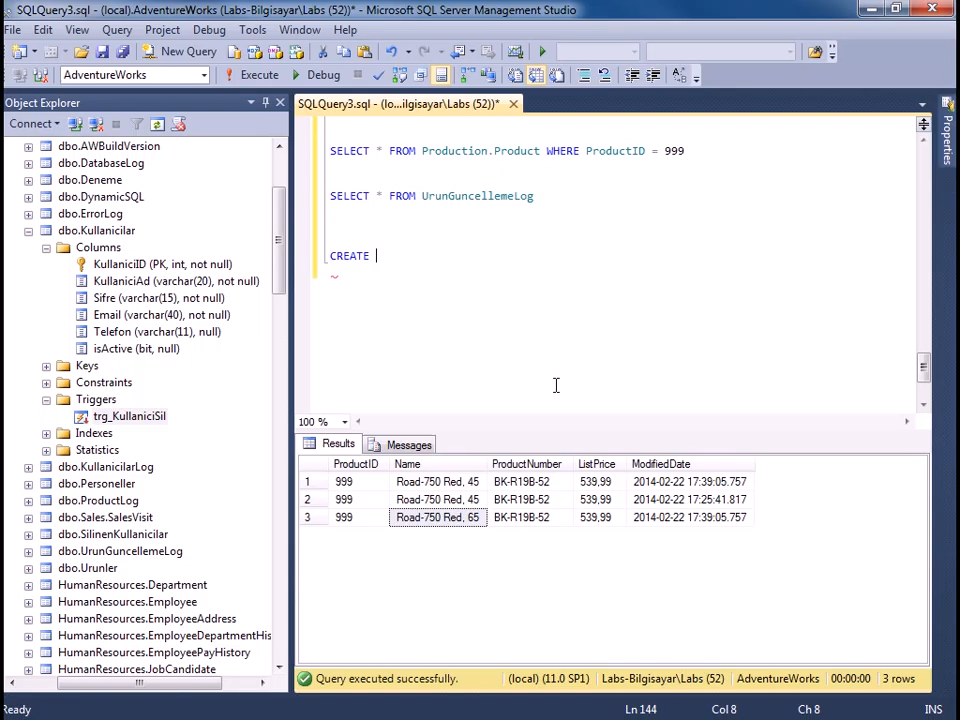 SQLQuery3.sql - (local).AdventureWorks (Labs-Bilgisayar\Labs (52))* - Microsoft SQL Server Management Studio
File Edit View Query Project Debug Tools Window Help
New Query
AdventureWorks Execute Debug
Object Explorer
SQLQuery3.sql - (lo...ilgisayar\Labs (52))*
Connect
Properties
dbo.AWBuildVersion
dbo.DatabaseLog
dbo.Deneme
dbo.DynamicSQL
dbo.ErrorLog
dbo.Kullanicilar
Columns
KullaniciID (PK, int, not null)
KullaniciAd (varchar(20), not null)
Sifre (varchar(15), not null)
Email (varchar(40), not null)
Telefon (varchar(11), null)
isActive (bit, null)
Keys
Constraints
Triggers
trg_KullaniciSil
Indexes
Statistics
dbo.KullanicilarLog
dbo.Personeller
dbo.ProductLog
dbo.Sales.SalesVisit
dbo.SilinenKullanicilar
dbo.UrunGuncellemeLog
dbo.Urunler
HumanResources.Department
HumanResources.Employee
HumanResources.EmployeeAddress
HumanResources.EmployeeDepartmentHis
HumanResources.EmployeePayHistory
HumanResources.JobCandidate
SELECT * FROM Production.Product WHERE ProductID = 999
SELECT * FROM UrunGuncellemeLog
CREATE
100 %
Results Messages
ProductID Name ProductNumber ListPrice ModifiedDate
1 999 Road-750 Red, 45 BK-R19B-52 539,99 2014-02-22 17:39:05.757
2 999 Road-750 Red, 45 BK-R19B-52 539,99 2014-02-22 17:25:41.817
3 999 Road-750 Red, 65 BK-R19B-52 539,99 2014-02-22 17:39:05.757
Query executed successfully. (local) (11.0 SP1) Labs-Bilgisayar\Labs (52) AdventureWorks 00:00:00 3 rows
Ready Ln 144 Col 8 Ch 8 INS